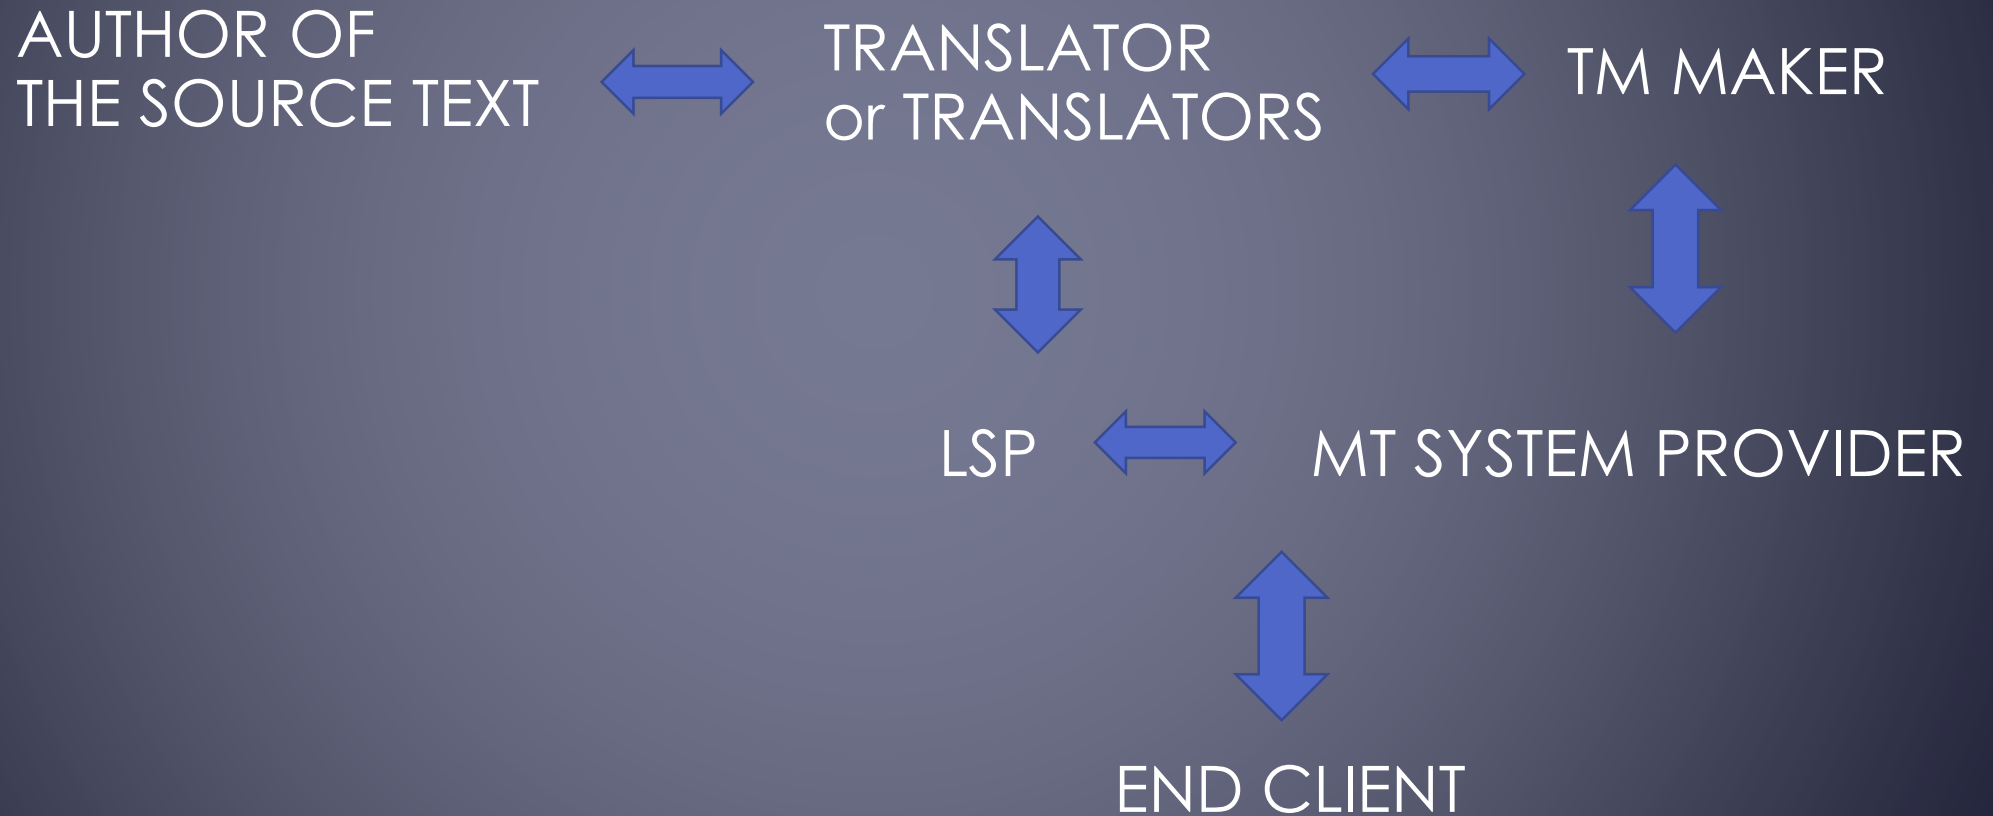 AUTHOR OF
THE SOURCE TEXT
TRANSLATOR
or TRANSLATORS
TM MAKER
LSP
MT SYSTEM PROVIDER
END CLIENT